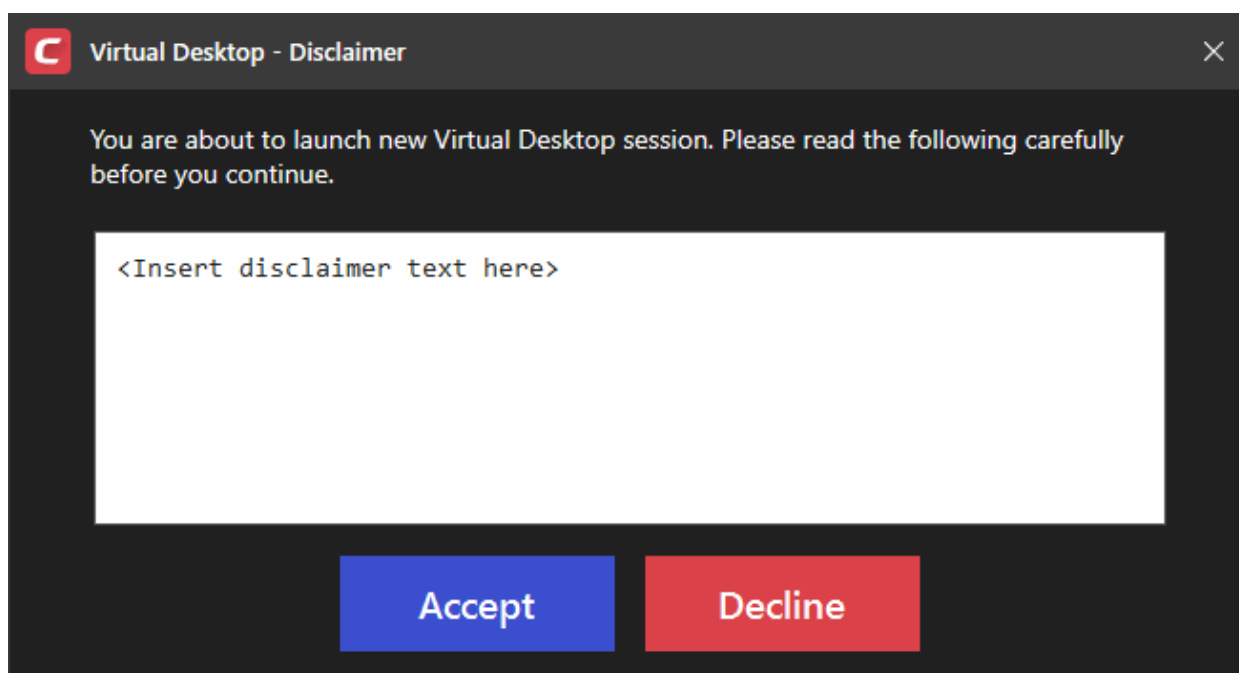 Virtual Desktop - Disclaimer
You are about to launch new Virtual Desktop session. Please read the following carefully
before you continue.
<Insert disclaimer text here>
Accept
Decline